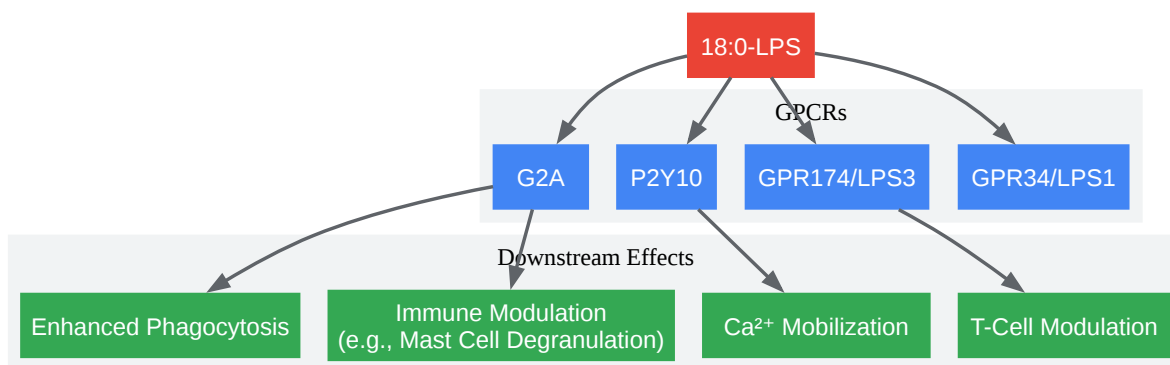 18:0-LPS
GPCRs
G2A
P2Y10
GPR174/LPS3
GPR34/LPS1
Downstream Effects
Enhanced Phagocytosis
Immune Modulation
(e.g., Mast Cell Degranulation)
Ca²⁺ Mobilization
T-Cell Modulation